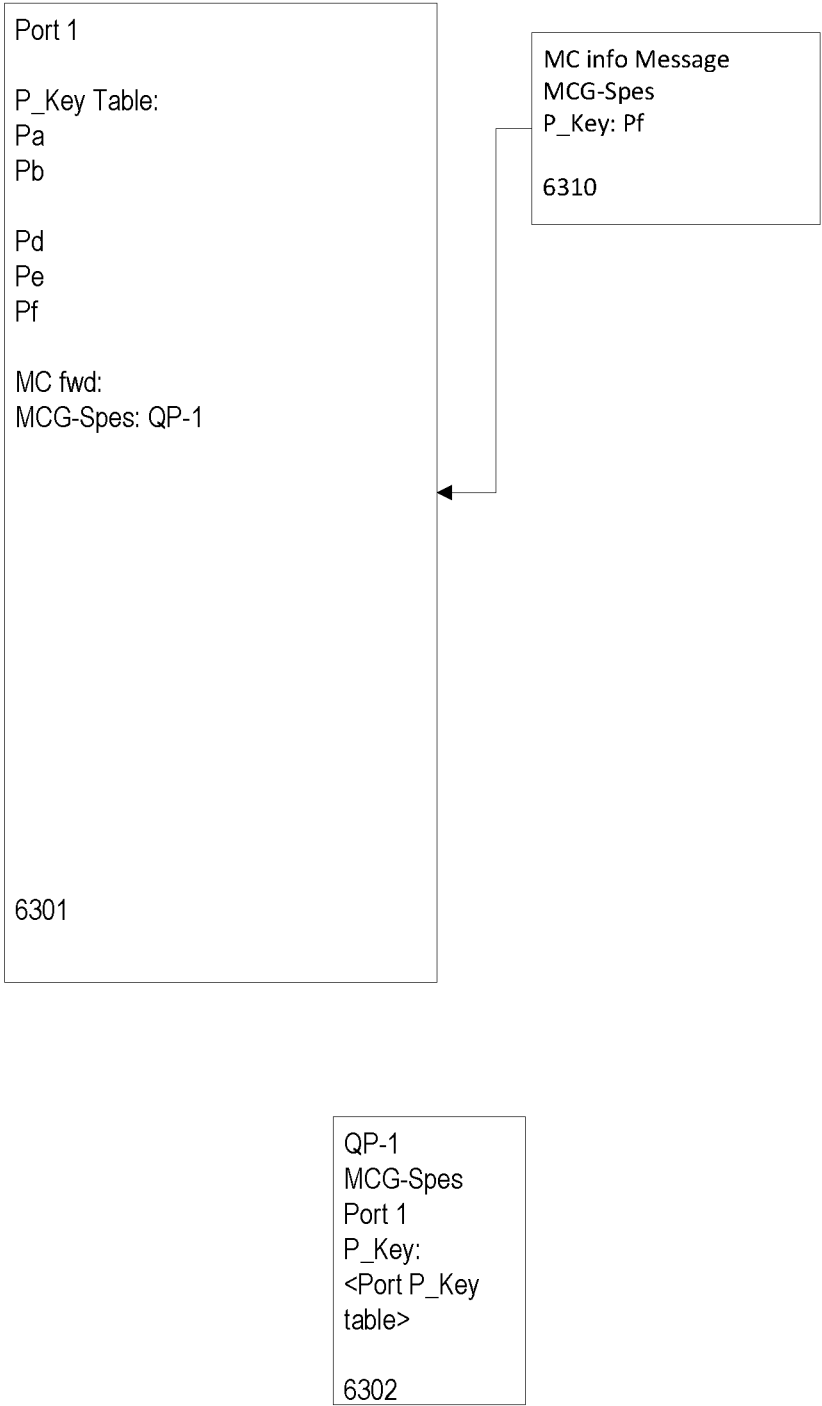 Port 1
P_Key Table:
Pa
Pb
Pd
Pe
Pf
MC fwd:
MCG-Spes: QP-1
6301
MC info Message
MCG-Spes
P_Key: Pf
6310
QP-1
MCG-Spes
Port 1
P_Key:
<Port P_Key
table>
6302